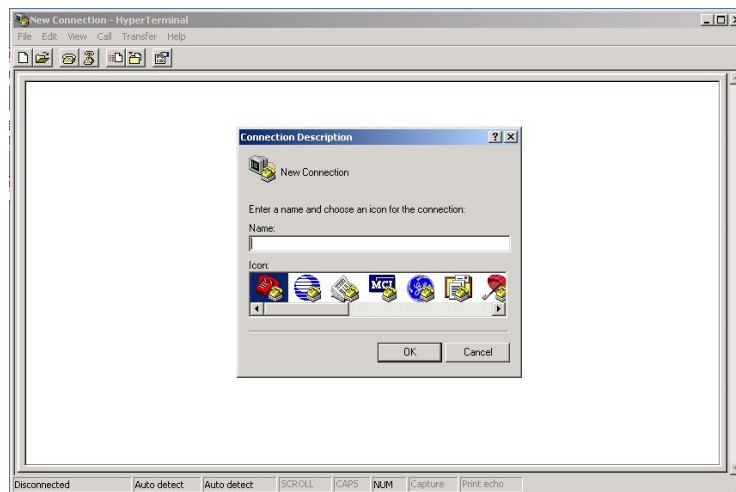 New Connection - HyperTerminal
File Edit View Call Transfer Help
Connection Description
New Connection
Enter a name and choose an icon for the connection:
Name:
Icon:
MCI
OK Cancel
Disconnected Auto detect Auto detect SCROLL CAPS NUM Capture Print echo